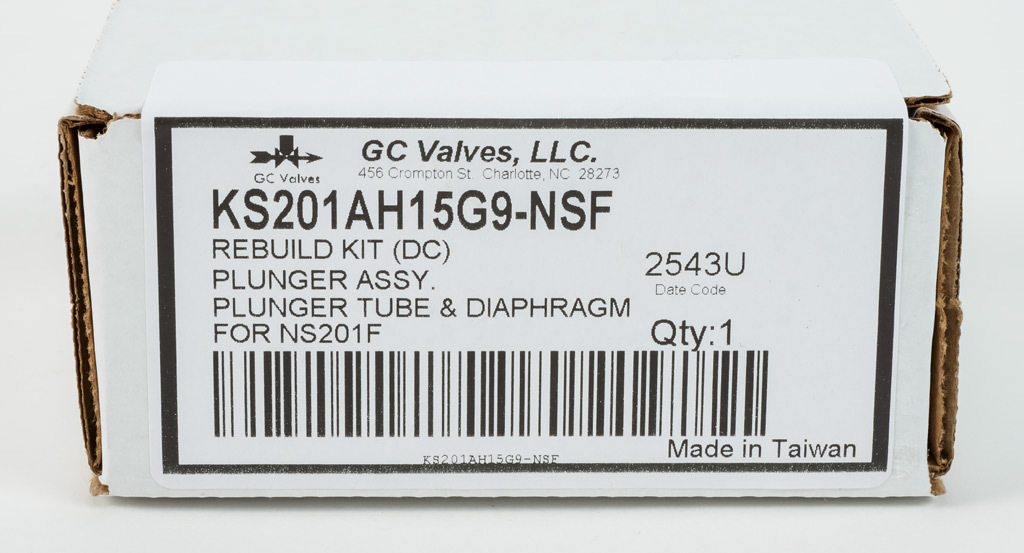 GC Valves, LLC.
456 Crompton St. Charlotte, NC 28273
GC Valves
KS201AH15G9-NSF
REBUILD KIT (DC)
PLUNGER ASSY.
PLUNGER TUBE & DIAPHRAGM
FOR NS201F
2543U
Date Code
Qty:1
KS201AH15G9-NSF
Made in Taiwan